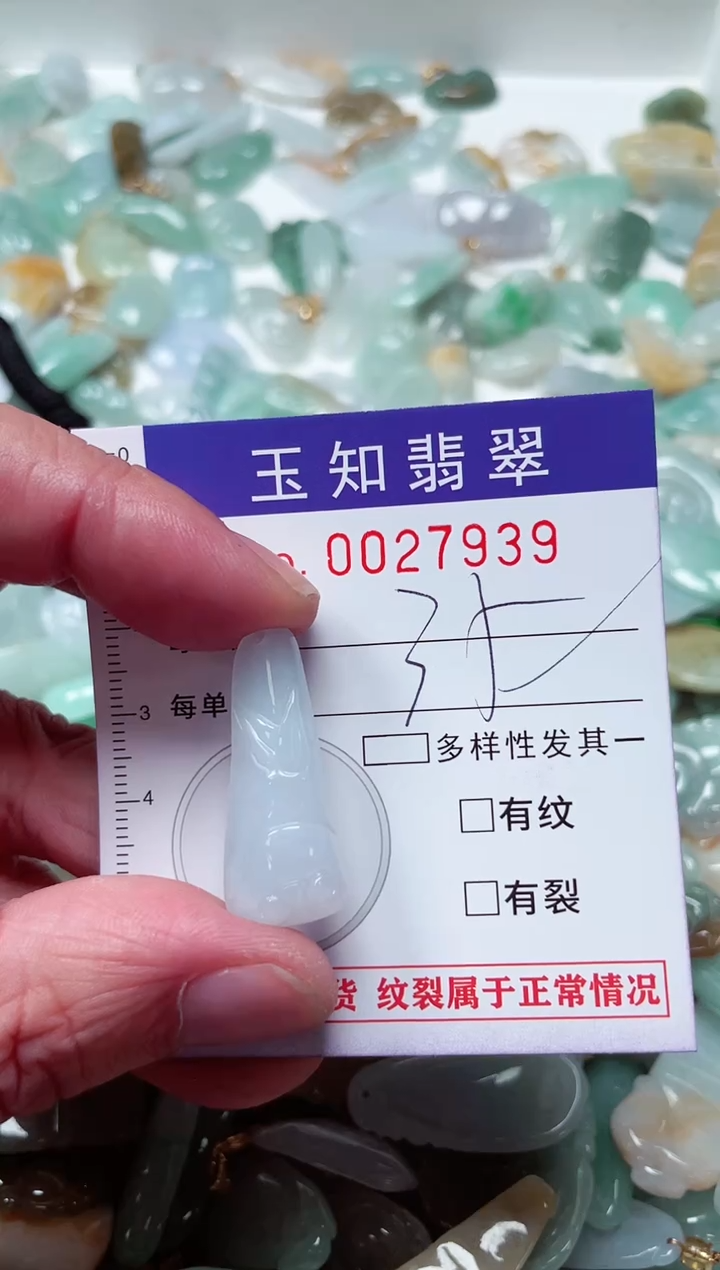 玉知翡翠
0
o. 0027939
3 每单
多样性发其一
4
有纹
有裂
货 纹裂属于正常情况